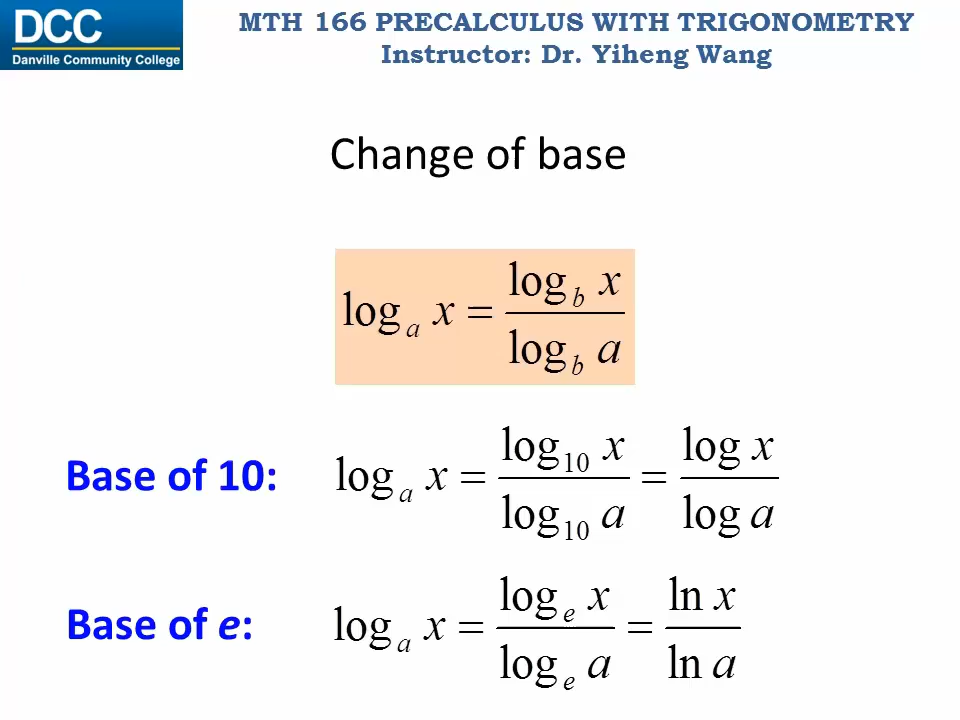 DCC
Danville Community College
MTH 166 PRECALCULUS WITH TRIGONOMETRY
Instructor: Dr. Yiheng Wang
Change of base
log_a x = (log_b x)/(log_b a)
Base of 10: log_a x = (log_10 x)/(log_10 a) = (log x)/(log a)
Base of e: log_a x = (log_e x)/(log_e a) = (ln x)/(ln a)